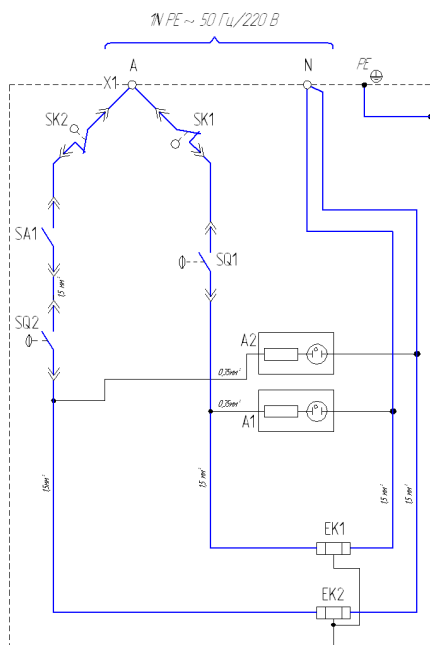 1N PE ~ 50 Гц/220 В
A
N
PE
X1
SK2
SK1
SA1
SQ1
1,5 мм²
SQ2
A2
0,75мм²
0,75мм²
A1
1,5мм²
1,5 мм²
1,5 мм²
1,5 мм²
EK1
EK2